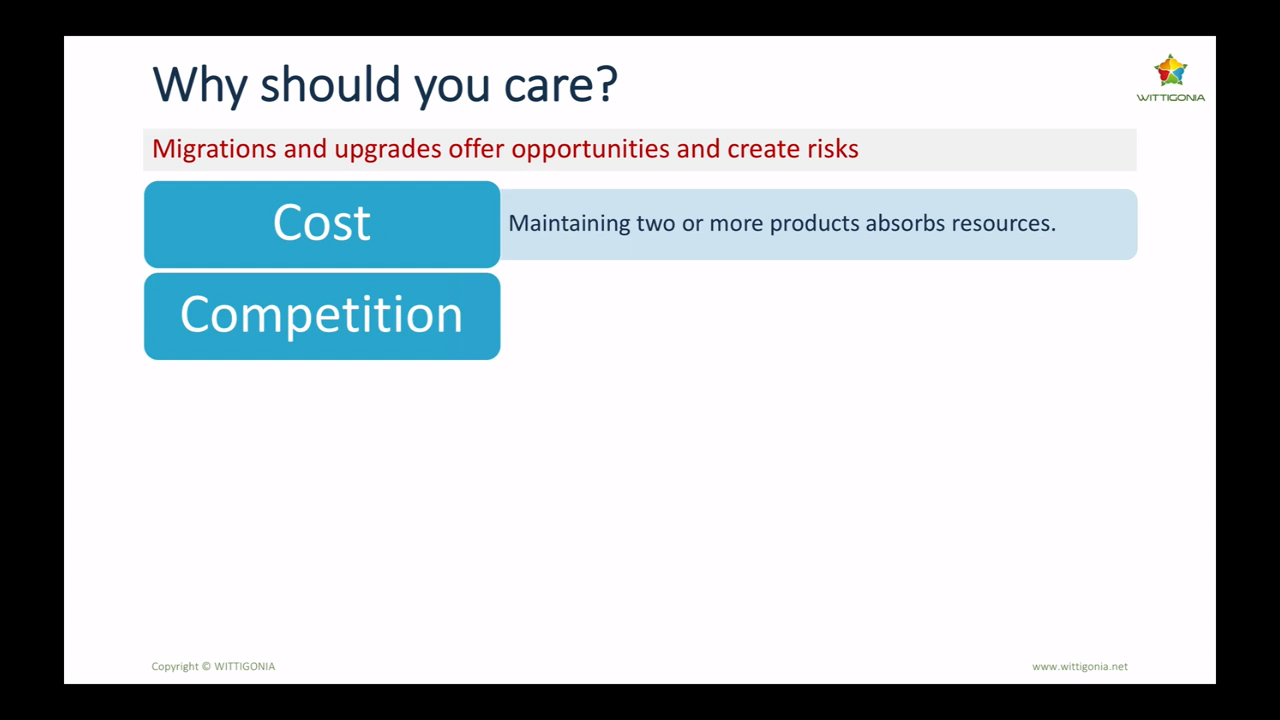 Why should you care?
WITTIGONIA
Migrations and upgrades offer opportunities and create risks
Cost
Maintaining two or more products absorbs resources.
Competition
Copyright © WITTIGONIA
www.wittigonia.net